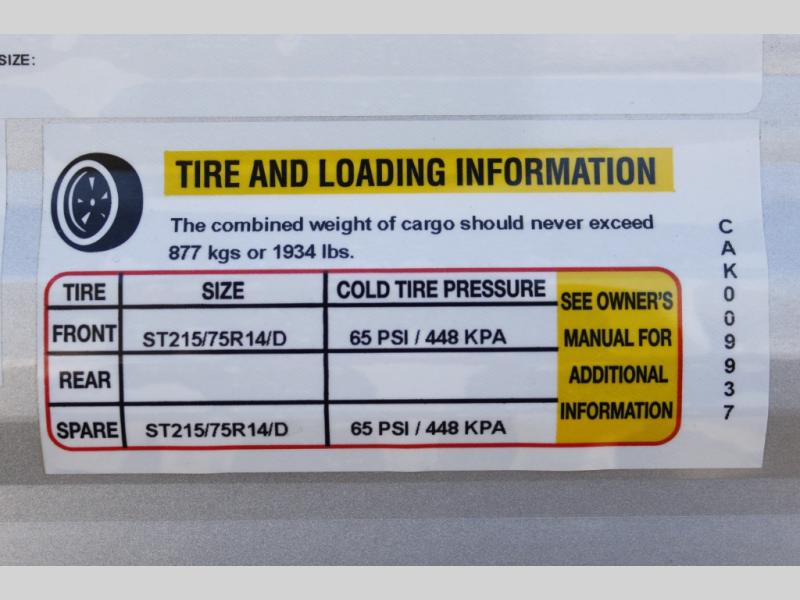 SIZE:
TIRE AND LOADING INFORMATION
The combined weight of cargo should never exceed
877 kgs or 1934 lbs.
TIRE SIZE COLD TIRE PRESSURE SEE OWNER'S
FRONT ST215/75R14/D 65 PSI / 448 KPA MANUAL FOR
REAR ADDITIONAL
INFORMATION
SPARE ST215/75R14/D 65 PSI / 448 KPA
CAK009937